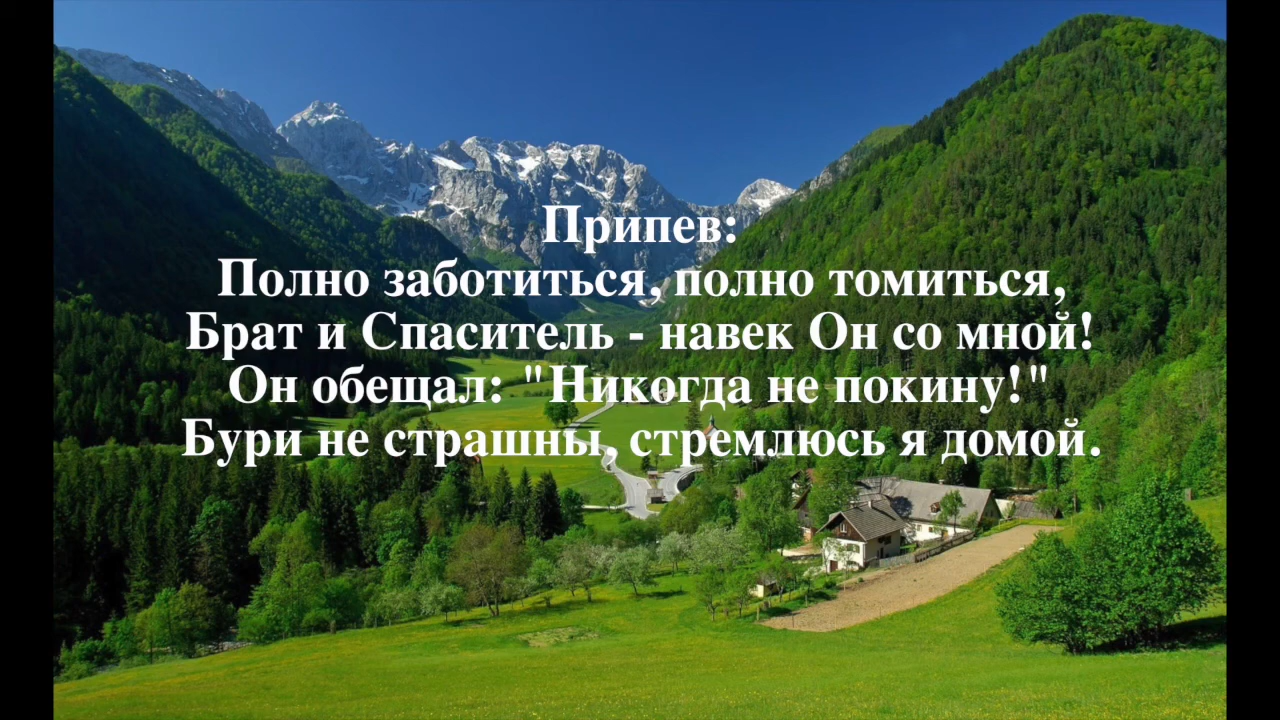 Припев:
Полно заботиться, полно томиться,
Брат и Спаситель - навек Он со мной!
Он обещал: "Никогда не покину!"
Бури не страшны, стремлюсь я домой.